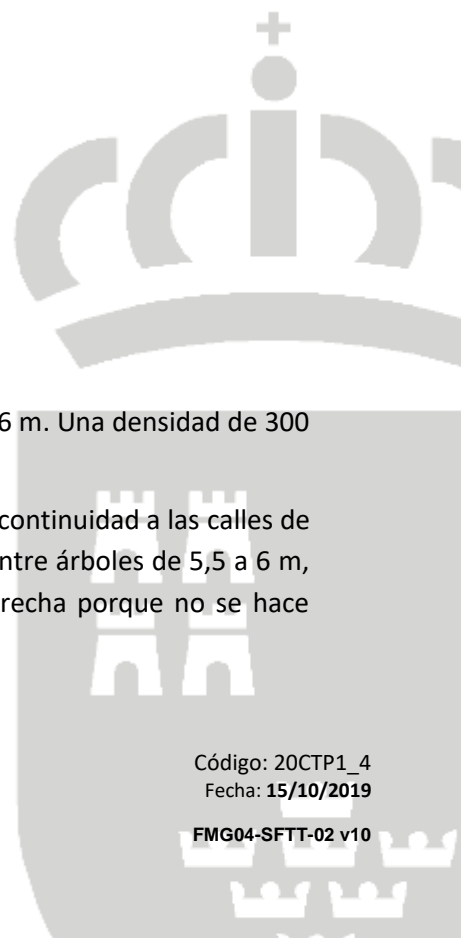 6 m. Una densidad de 300
continuidad a las calles de
entre árboles de 5,5 a 6 m,
recha porque no se hace
Código: 20CTP1_4
Fecha: 15/10/2019
FMG04-SFTT-02 v10